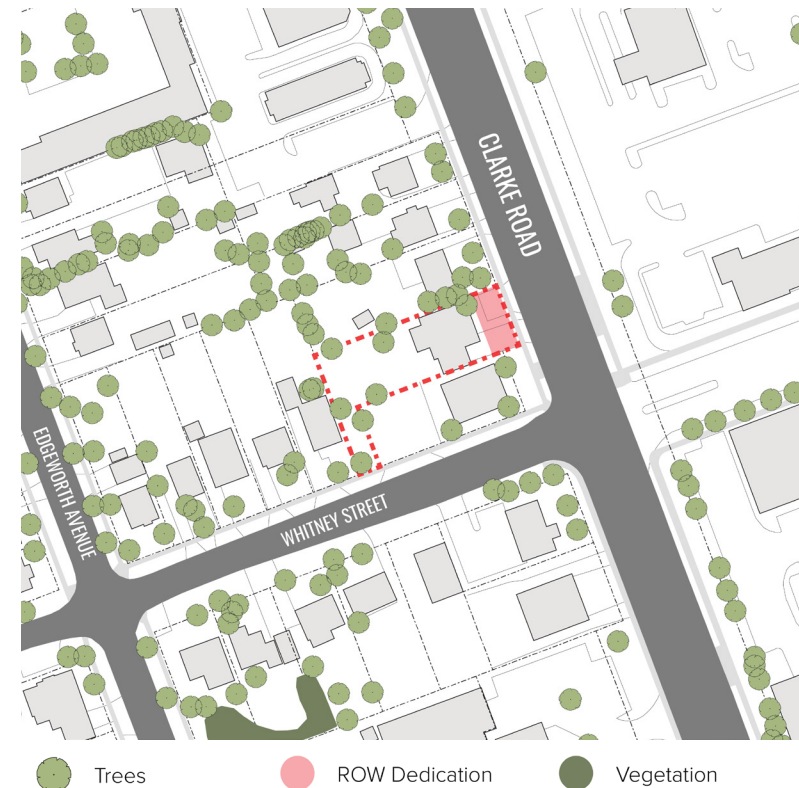 CLARKE ROAD
EDGEWORTH AVENUE
WHITNEY STREET
Trees
ROW Dedication
Vegetation